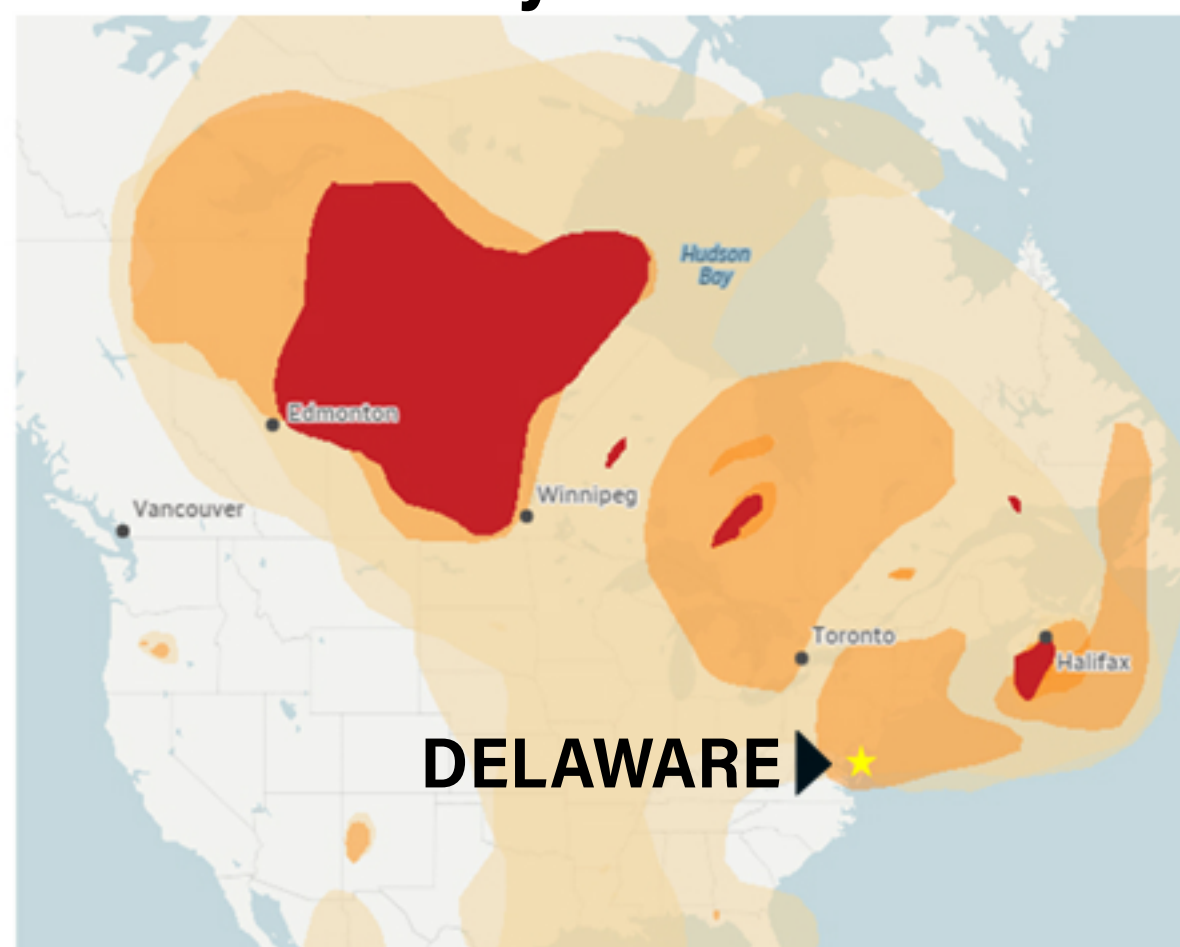 Hudson
Bay
Edmonton
Winnipeg
Vancouver
Toronto
Halifax
DELAWARE